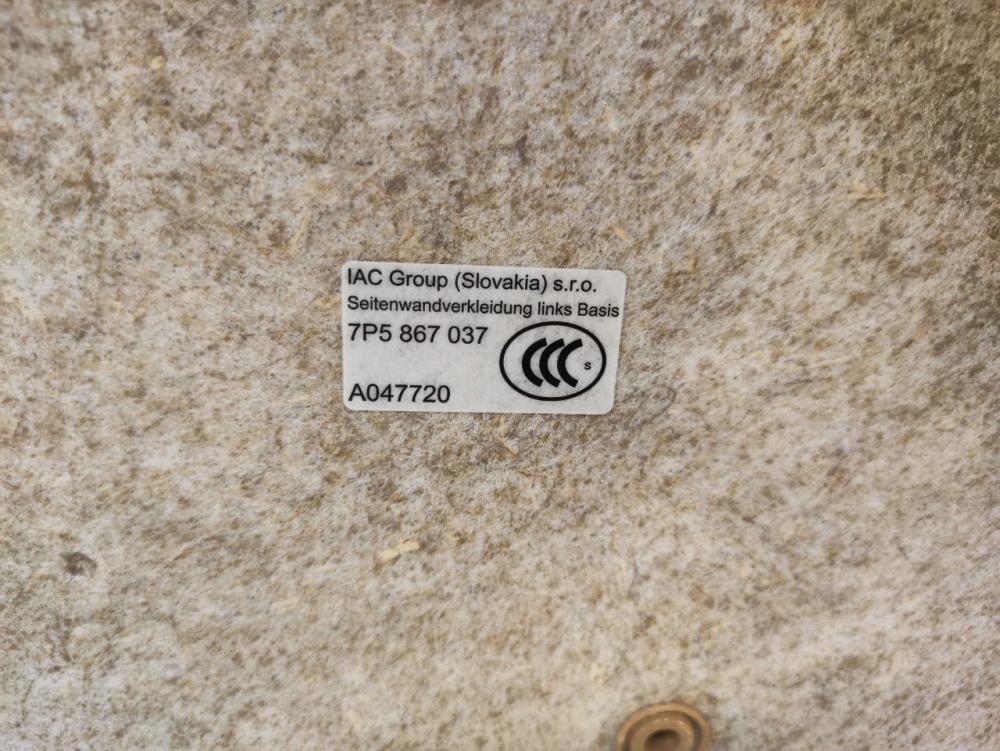 IAC Group (Slovakia) s.r.o.
Seitenwandverkleidung links Basis
7P5 867 037
CCC s
A047720